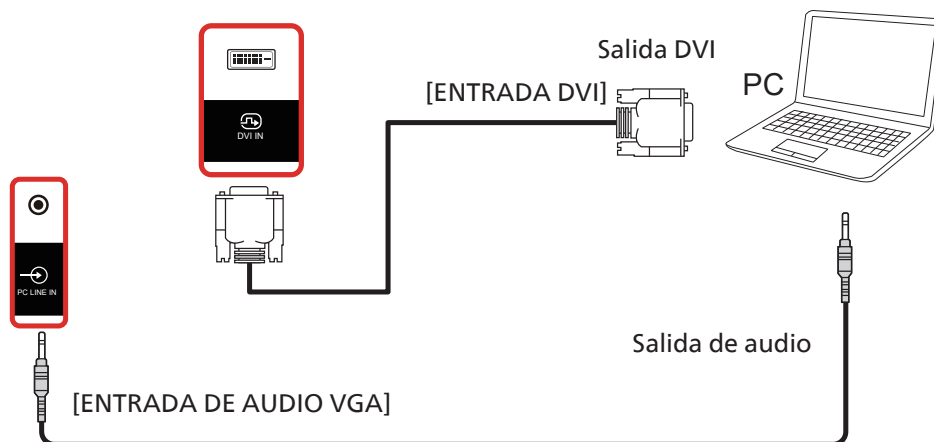 Salida DVI
PC
[ENTRADA DVI]
DVI IN
PC LINE IN
Salida de audio
[ENTRADA DE AUDIO VGA]